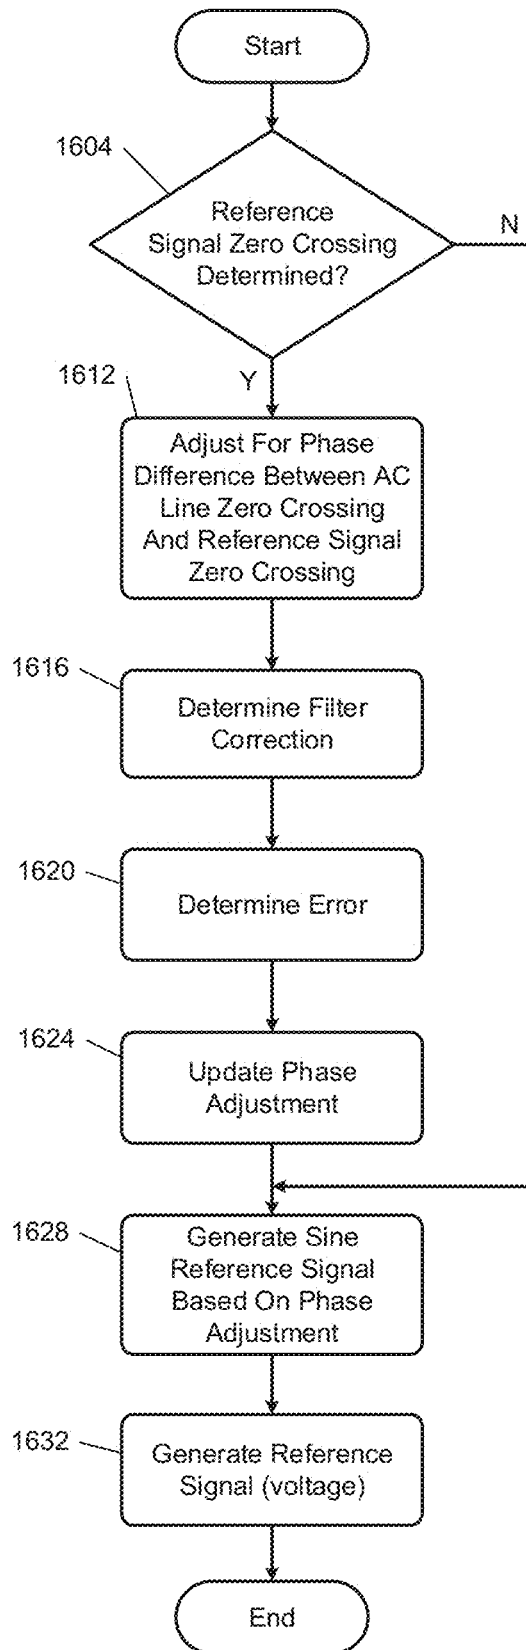 Start
1604
Reference
Signal Zero Crossing
Determined?
N
Y
1612
Adjust For Phase
Difference Between AC
Line Zero Crossing
And Reference Signal
Zero Crossing
1616
Determine Filter
Correction
1620
Determine Error
1624
Update Phase
Adjustment
1628
Generate Sine
Reference Signal
Based On Phase
Adjustment
1632
Generate Reference
Signal (voltage)
End